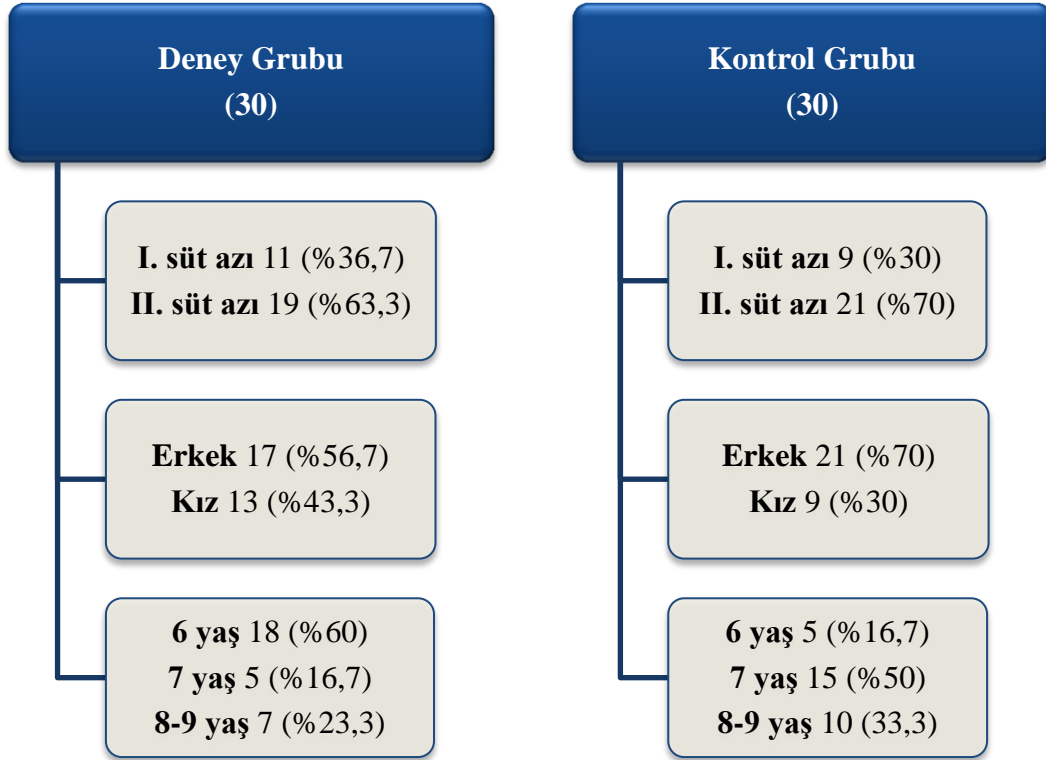 Deney Grubu
(30)
I. süt azı 11 (%36,7)
II. süt azı 19 (%63,3)
Erkek 17 (%56,7)
Kız 13 (%43,3)
6 yaş 18 (%60)
7 yaş 5 (%16,7)
8-9 yaş 7 (%23,3)
Kontrol Grubu
(30)
I. süt azı 9 (%30)
II. süt azı 21 (%70)
Erkek 21 (%70)
Kız 9 (%30)
6 yaş 5 (%16,7)
7 yaş 15 (%50)
8-9 yaş 10 (33,3)